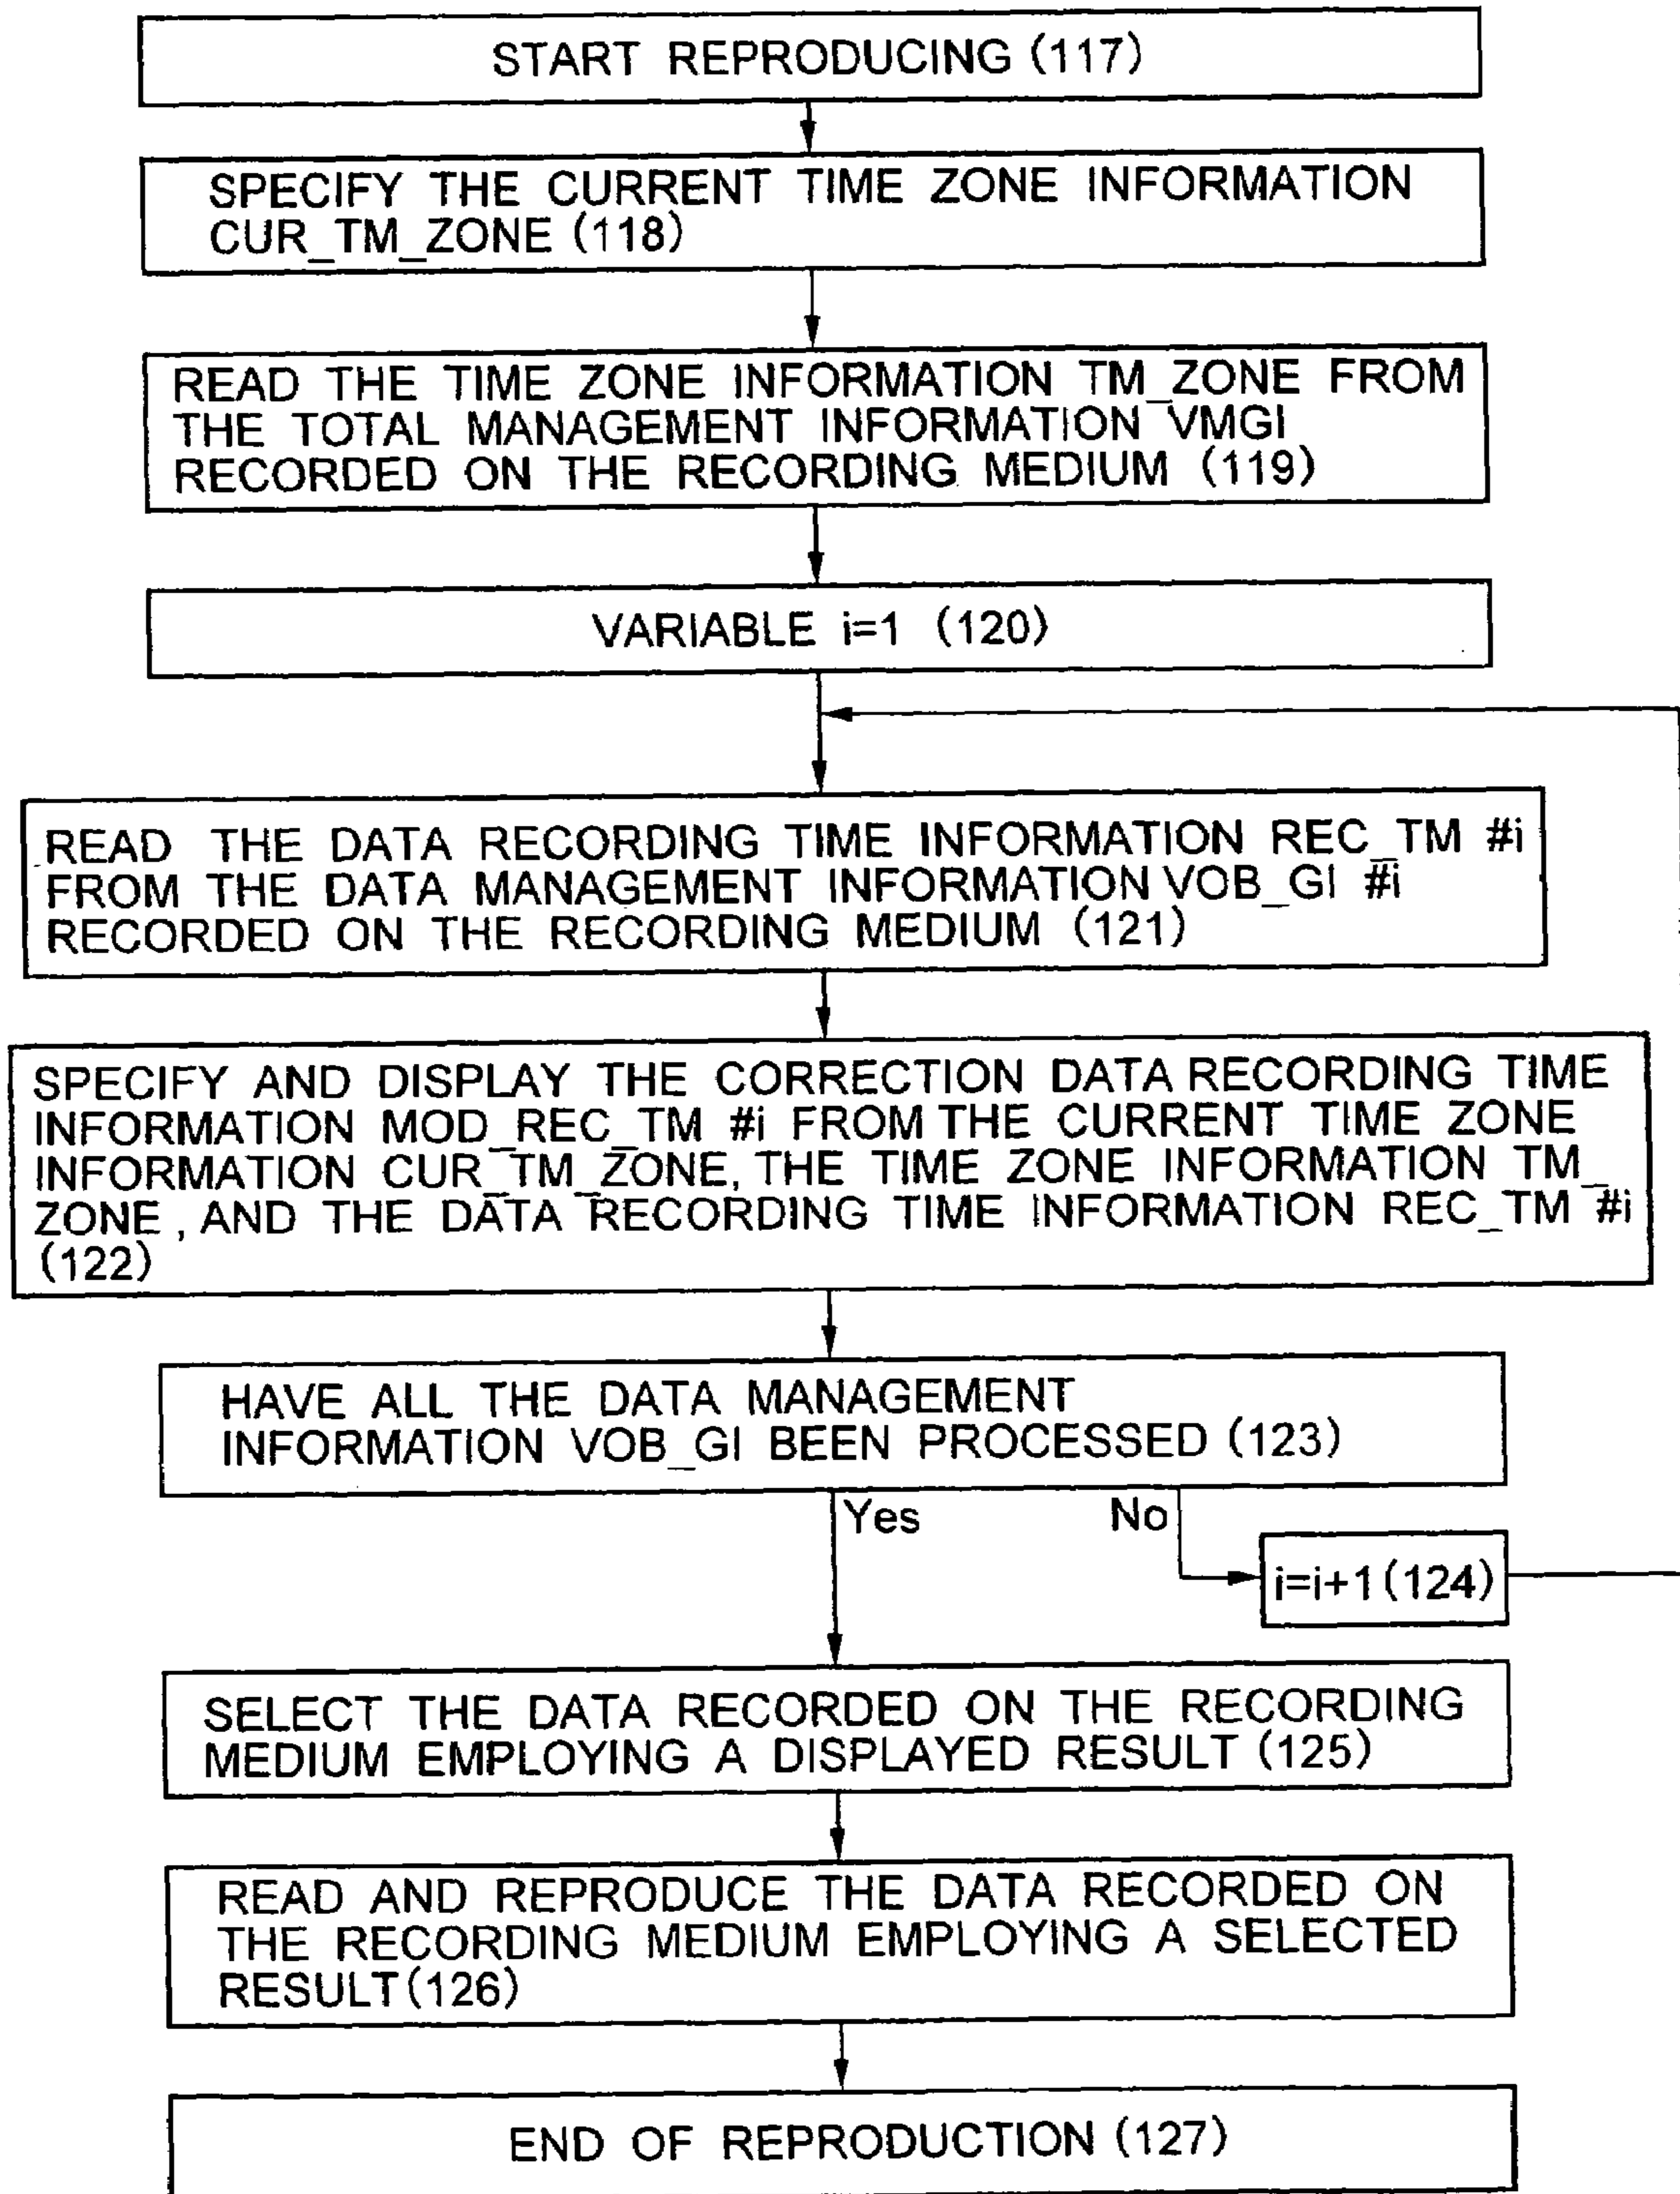 START REPRODUCING (117)
SPECIFY THE CURRENT TIME ZONE INFORMATION
CUR_TM_ZONE (118)
READ THE TIME ZONE INFORMATION TM_ZONE FROM
THE TOTAL MANAGEMENT INFORMATION VMGI
RECORDED ON THE RECORDING MEDIUM (119)
VARIABLE i=1 (120)
READ THE DATA RECORDING TIME INFORMATION REC_TM #i
FROM THE DATA MANAGEMENT INFORMATION VOB_GI #i
RECORDED ON THE RECORDING MEDIUM (121)
SPECIFY AND DISPLAY THE CORRECTION DATA RECORDING TIME
INFORMATION MOD_REC_TM #i FROM THE CURRENT TIME ZONE
INFORMATION CUR_TM_ZONE, THE TIME ZONE INFORMATION TM_
ZONE, AND THE DATA RECORDING TIME INFORMATION REC_TM #i
(122)
HAVE ALL THE DATA MANAGEMENT
INFORMATION VOB_GI BEEN PROCESSED (123)
Yes No
i=i+1 (124)
SELECT THE DATA RECORDED ON THE RECORDING
MEDIUM EMPLOYING A DISPLAYED RESULT (125)
READ AND REPRODUCE THE DATA RECORDED ON
THE RECORDING MEDIUM EMPLOYING A SELECTED
RESULT (126)
END OF REPRODUCTION (127)